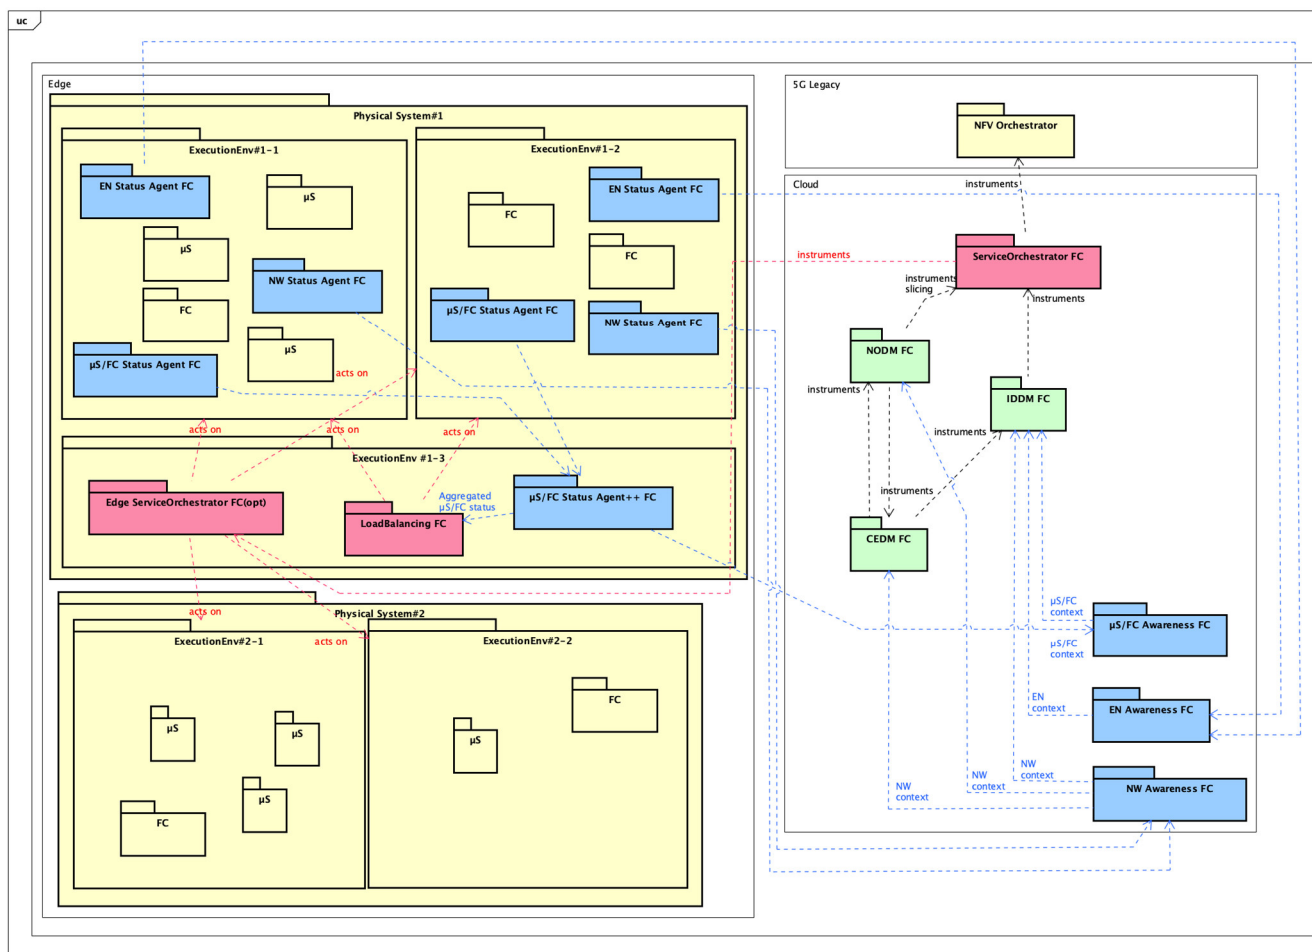 uc
Edge
Physical System#1
ExecutionEnv#1-1
EN Status Agent FC
µS
µS
NW Status Agent FC
FC
µS
µS/FC Status Agent FC
acts on
ExecutionEnv#1-2
EN Status Agent FC
FC
FC
µS/FC Status Agent FC
NW Status Agent FC
acts on
acts on
acts on
ExecutionEnv #1-3
Edge ServiceOrchestrator FC(opt)
LoadBalancing FC
Aggregated
µS/FC status
µS/FC Status Agent++ FC
acts on
acts on
Physical System#2
ExecutionEnv#2-1
µS
µS
µS
FC
ExecutionEnv#2-2
FC
µS
5G Legacy
NFV Orchestrator
instruments
Cloud
ServiceOrchestrator FC
instruments
instruments
slicing
instruments
NODM FC
IDDM FC
instruments
instruments
instruments
CEDM FC
µS/FC
context
µS/FC Awareness FC
µS/FC
context
EN
context
EN Awareness FC
NW
context
NW
context
NW
context
NW Awareness FC